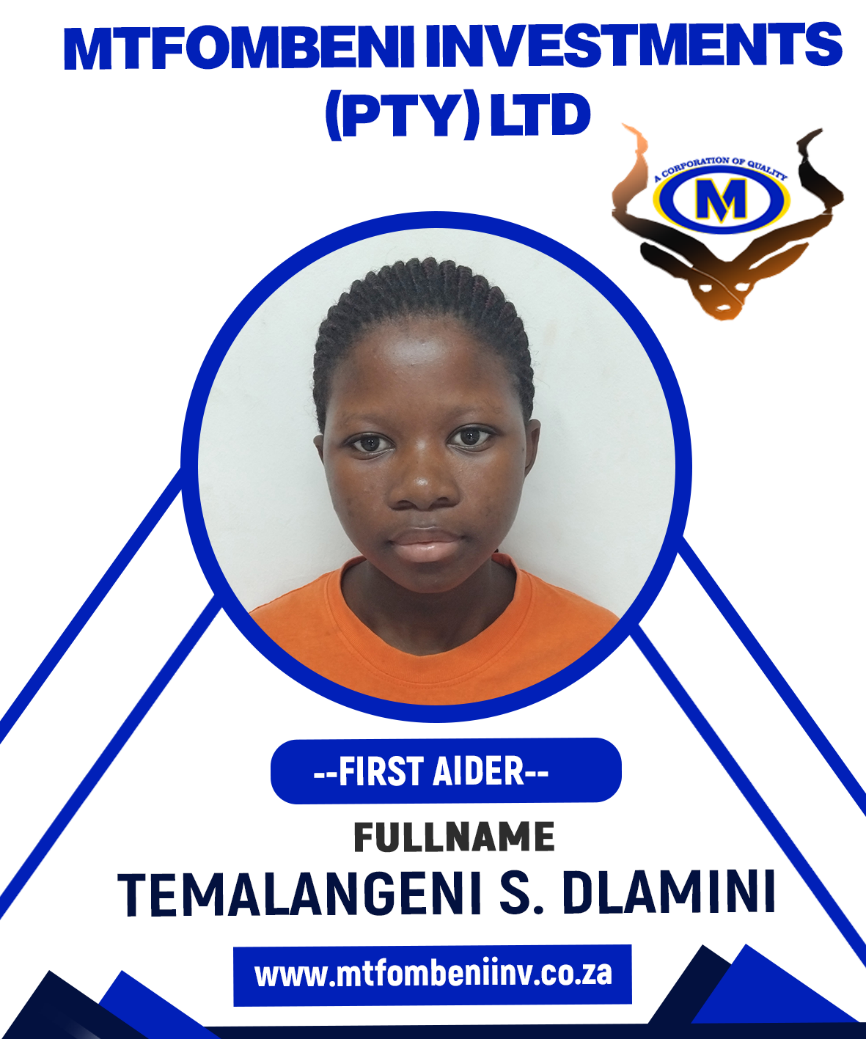 MTFOMBENI INVESTMENTS
(PTY) LTD
A CORPORATION OF QUALITY
M
--FIRST AIDER--
FULLNAME
TEMALANGENI S. DLAMINI
www.mtfombeniinv.co.za